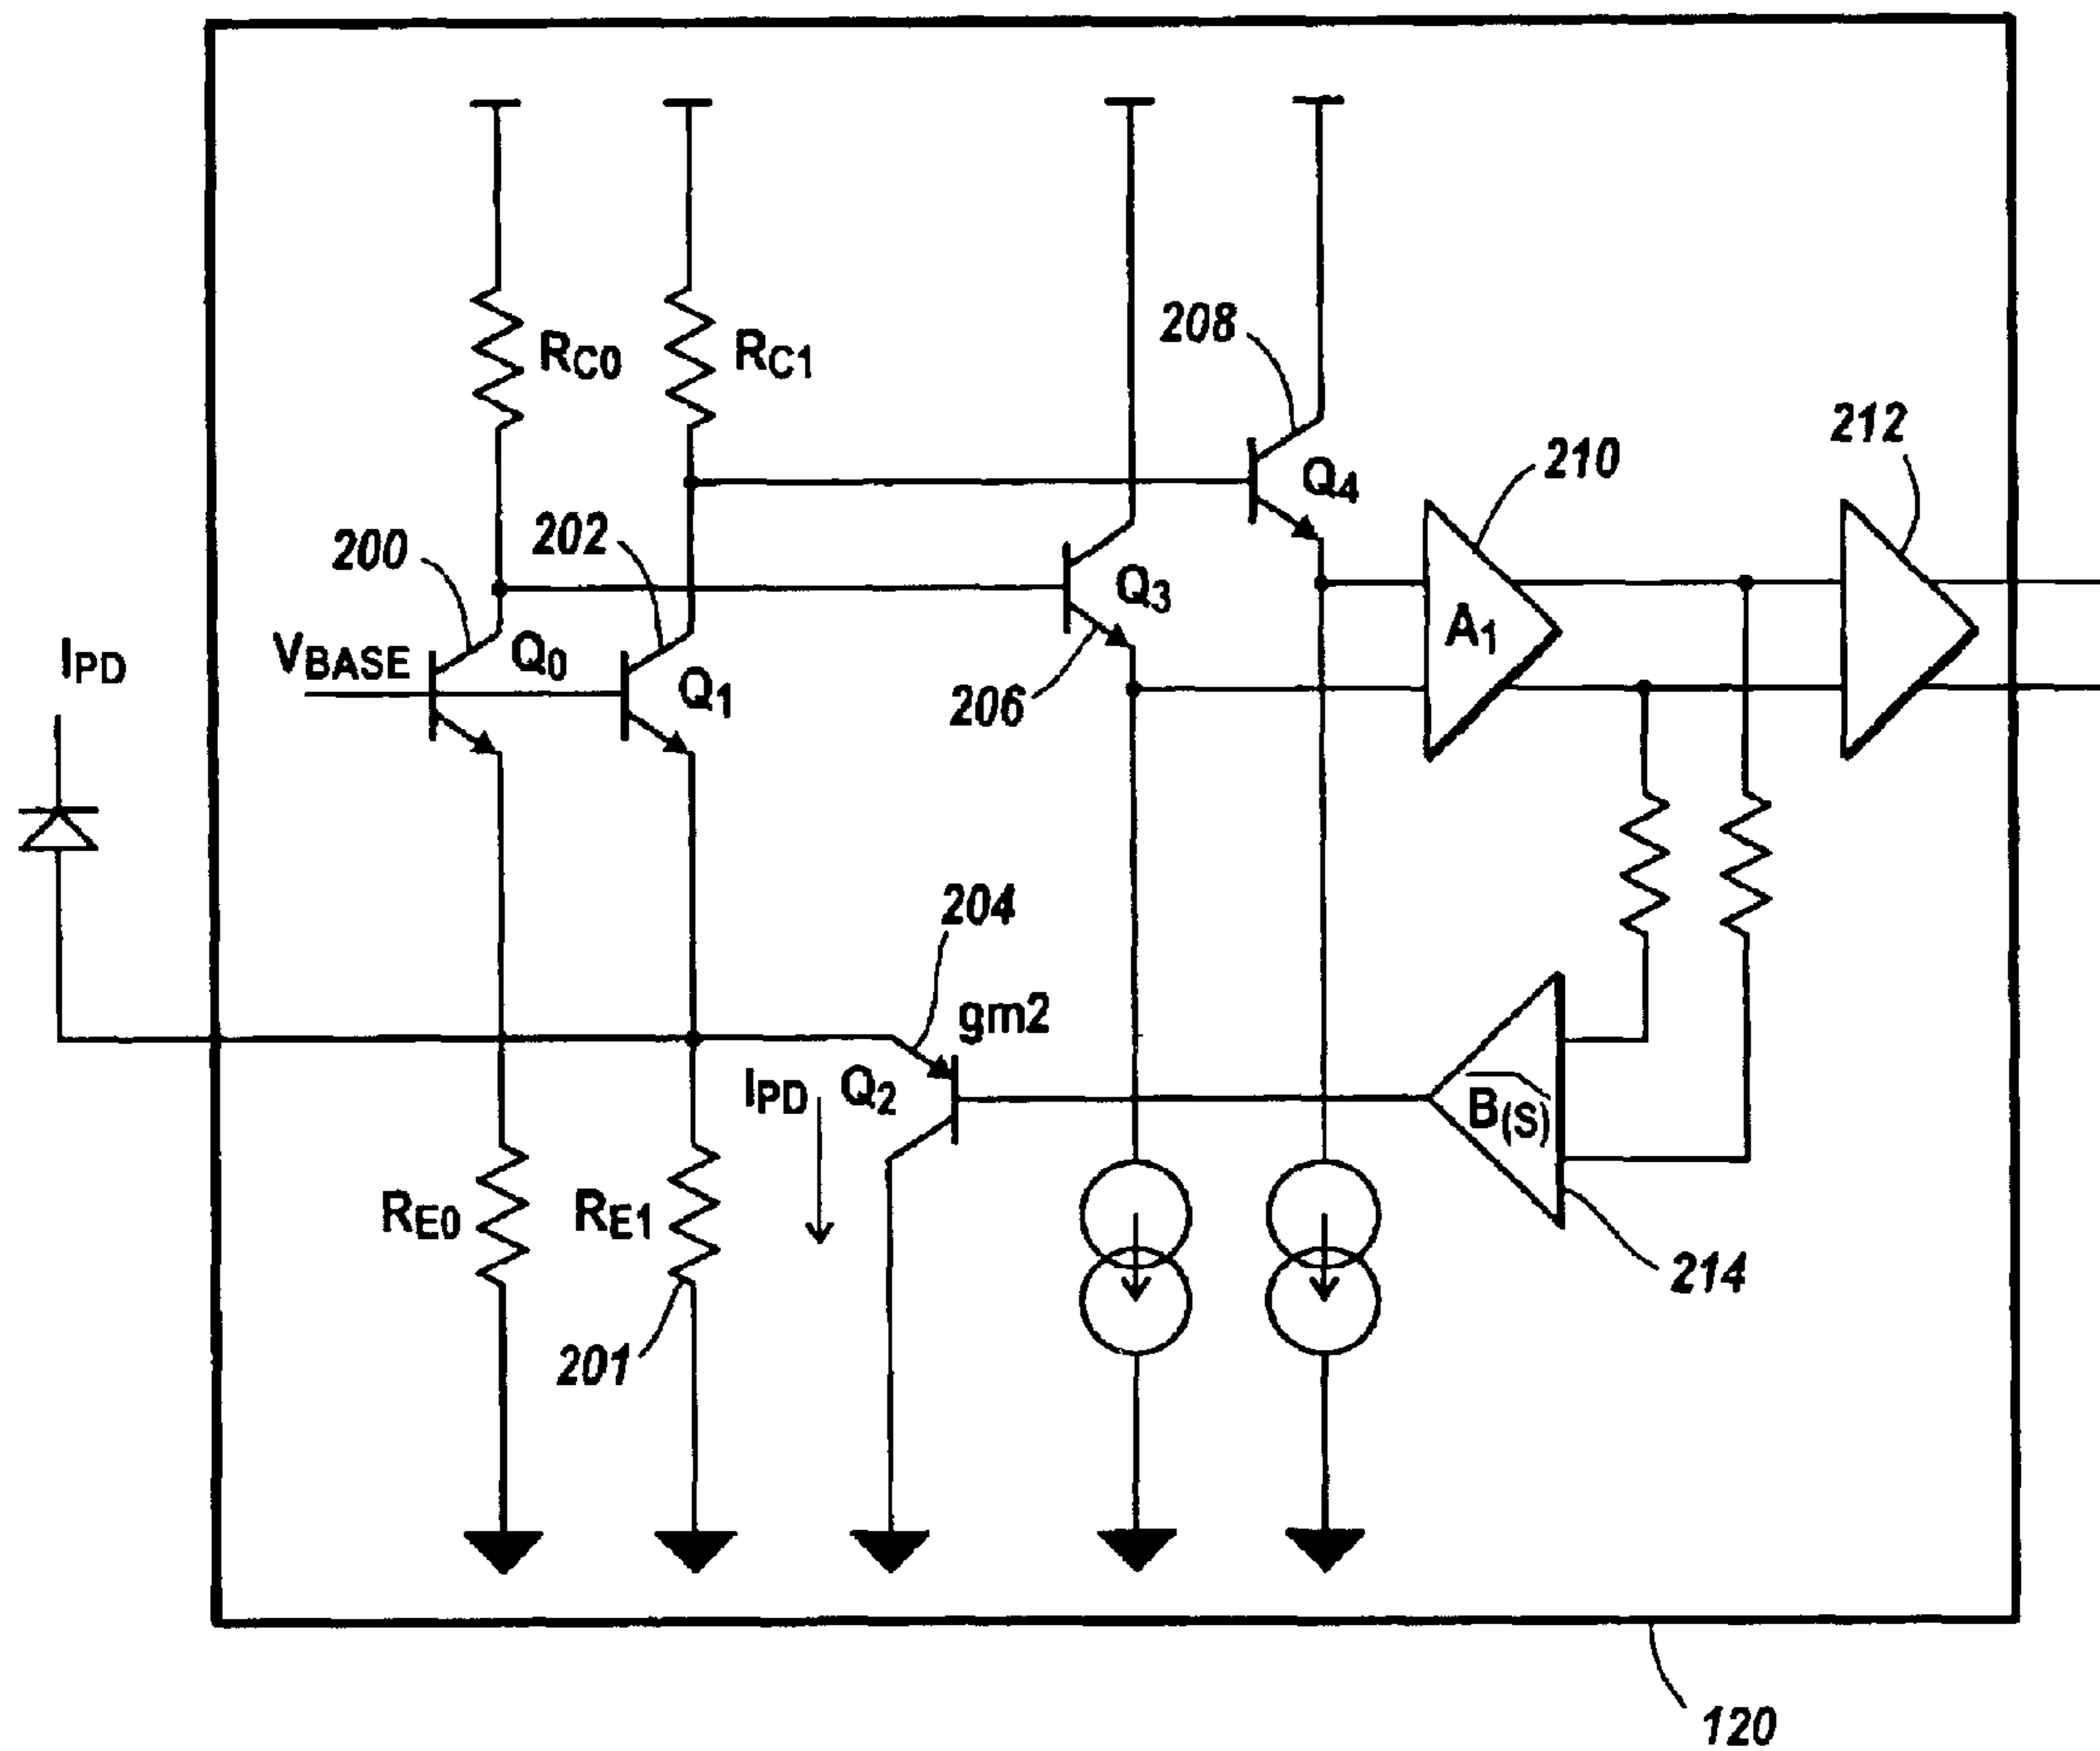 208
212
210
RC0
RC1
Q4
200
202
Q3
A1
IPD
VBASE
Q0
Q1
206
204
gm2
IPD
Q2
B(S)
RE0
RE1
214
201
120